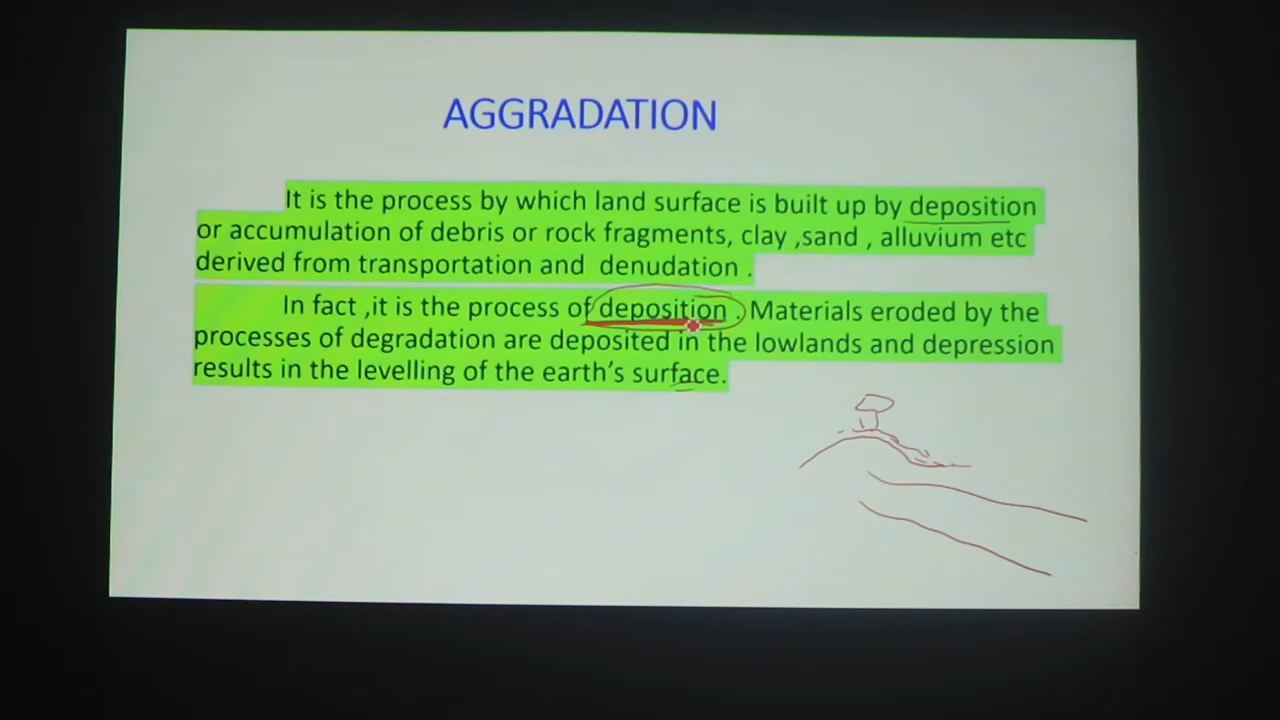 AGGRADATION
It is the process by which land surface is built up by deposition
or accumulation of debris or rock fragments, clay ,sand , alluvium etc
derived from transportation and denudation .
In fact ,it is the process of deposition . Materials eroded by the
processes of degradation are deposited in the lowlands and depression
results in the levelling of the earth's surface.